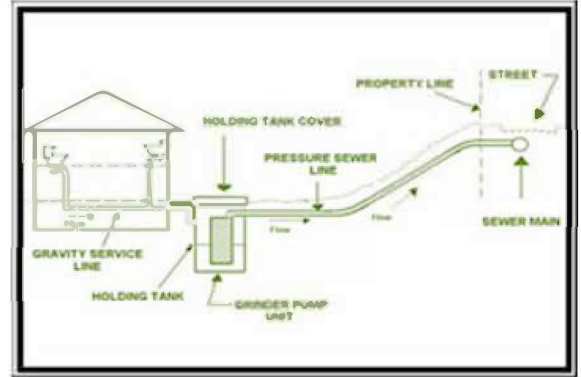 PROPERTY LINE
STREET
HOLDING TANK COVER
PRESSURE SEWER
LINE
Flow
Flow
SEWER MAIN
GRAVITY SERVICE
LINE
HOLDING TANK
GRINDER PUMP
UNIT